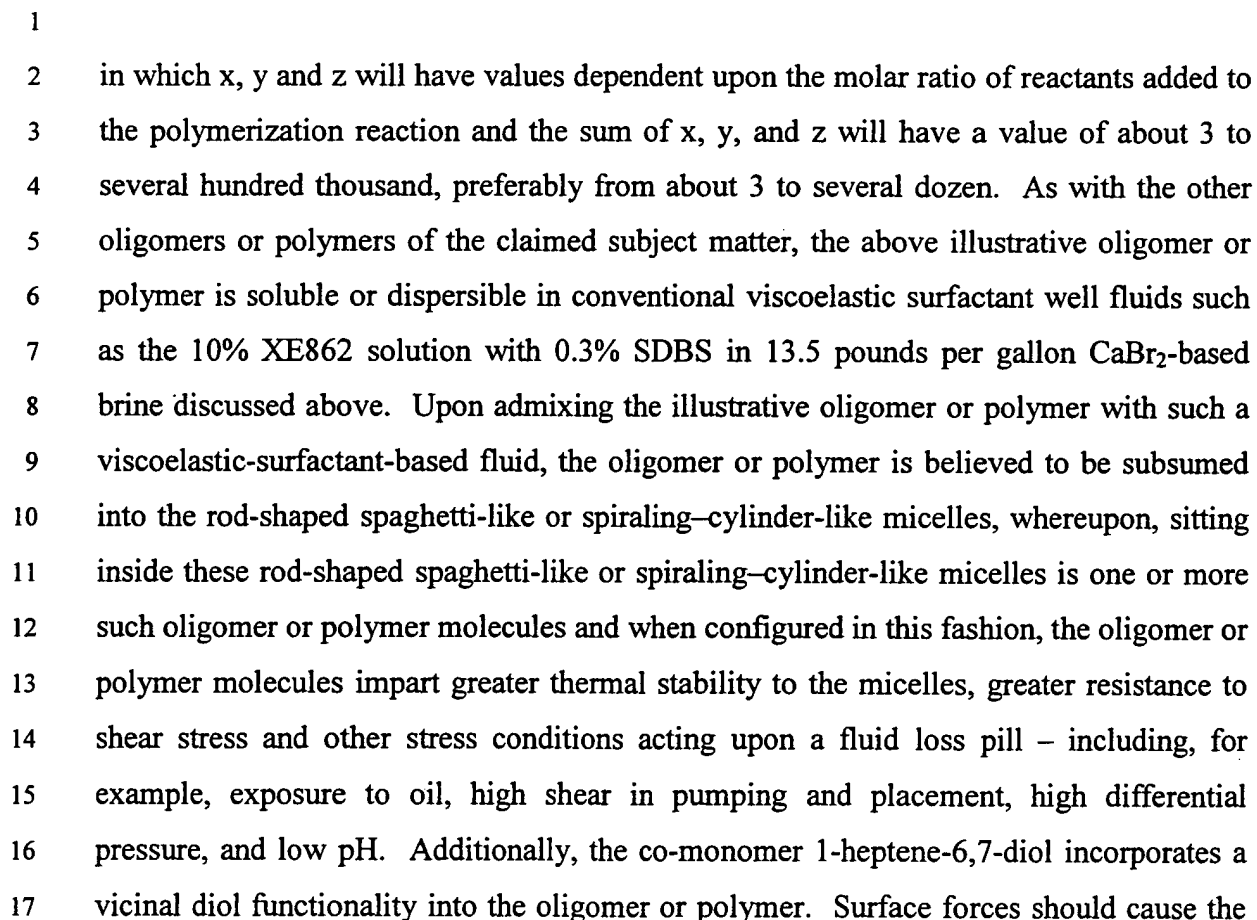 1
2 in which x, y and z will have values dependent upon the molar ratio of reactants added to
3 the polymerization reaction and the sum of x, y, and z will have a value of about 3 to
4 several hundred thousand, preferably from about 3 to several dozen. As with the other
5 oligomers or polymers of the claimed subject matter, the above illustrative oligomer or
6 polymer is soluble or dispersible in conventional viscoelastic surfactant well fluids such
7 as the 10% XE862 solution with 0.3% SDBS in 13.5 pounds per gallon CaBr₂-based
8 brine discussed above. Upon admixing the illustrative oligomer or polymer with such a
9 viscoelastic-surfactant-based fluid, the oligomer or polymer is believed to be subsumed
10 into the rod-shaped spaghetti-like or spiraling–cylinder-like micelles, whereupon, sitting
11 inside these rod-shaped spaghetti-like or spiraling–cylinder-like micelles is one or more
12 such oligomer or polymer molecules and when configured in this fashion, the oligomer or
13 polymer molecules impart greater thermal stability to the micelles, greater resistance to
14 shear stress and other stress conditions acting upon a fluid loss pill – including, for
15 example, exposure to oil, high shear in pumping and placement, high differential
16 pressure, and low pH. Additionally, the co-monomer 1-heptene-6,7-diol incorporates a
17 vicinal diol functionality into the oligomer or polymer. Surface forces should cause the